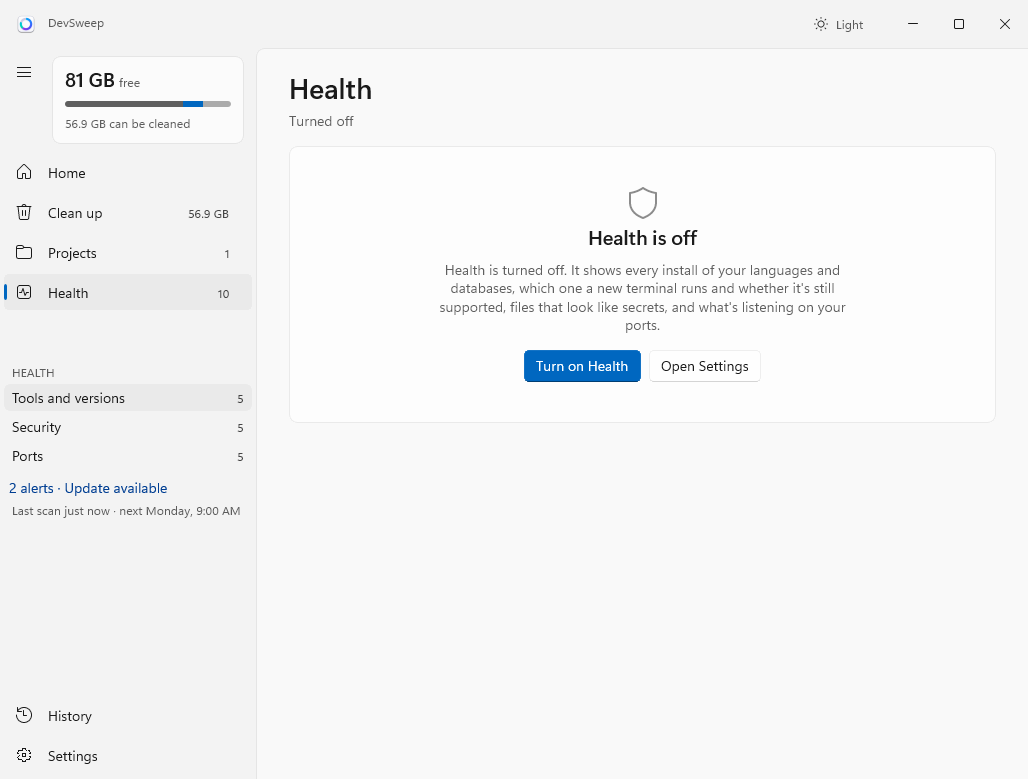 DevSweep
Light
81 GB free
56.9 GB can be cleaned
Home
Clean up 56.9 GB
Projects 1
Health 10
HEALTH
Tools and versions 5
Security 5
Ports 5
2 alerts · Update available
Last scan just now · next Monday, 9:00 AM
History
Settings
Health
Turned off
Health is off
Health is turned off. It shows every install of your languages and
databases, which one a new terminal runs and whether it's still
supported, files that look like secrets, and what's listening on your
ports.
Turn on Health
Open Settings